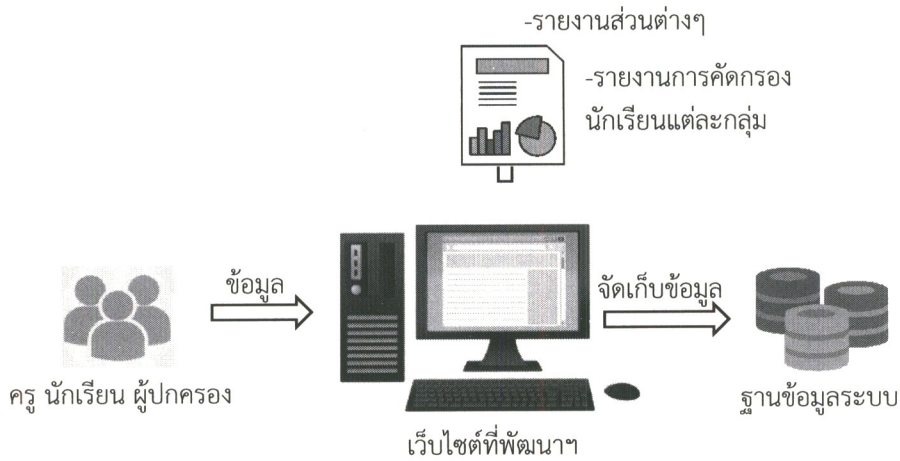 -รายงานส่วนต่างๆ
-รายงานการคัดกรอง
นักเรียนแต่ละกลุ่ม
ข้อมูล
จัดเก็บข้อมูล
ครู นักเรียน ผู้ปกครอง
ฐานข้อมูลระบบ
เว็บไซต์ที่พัฒนาฯ